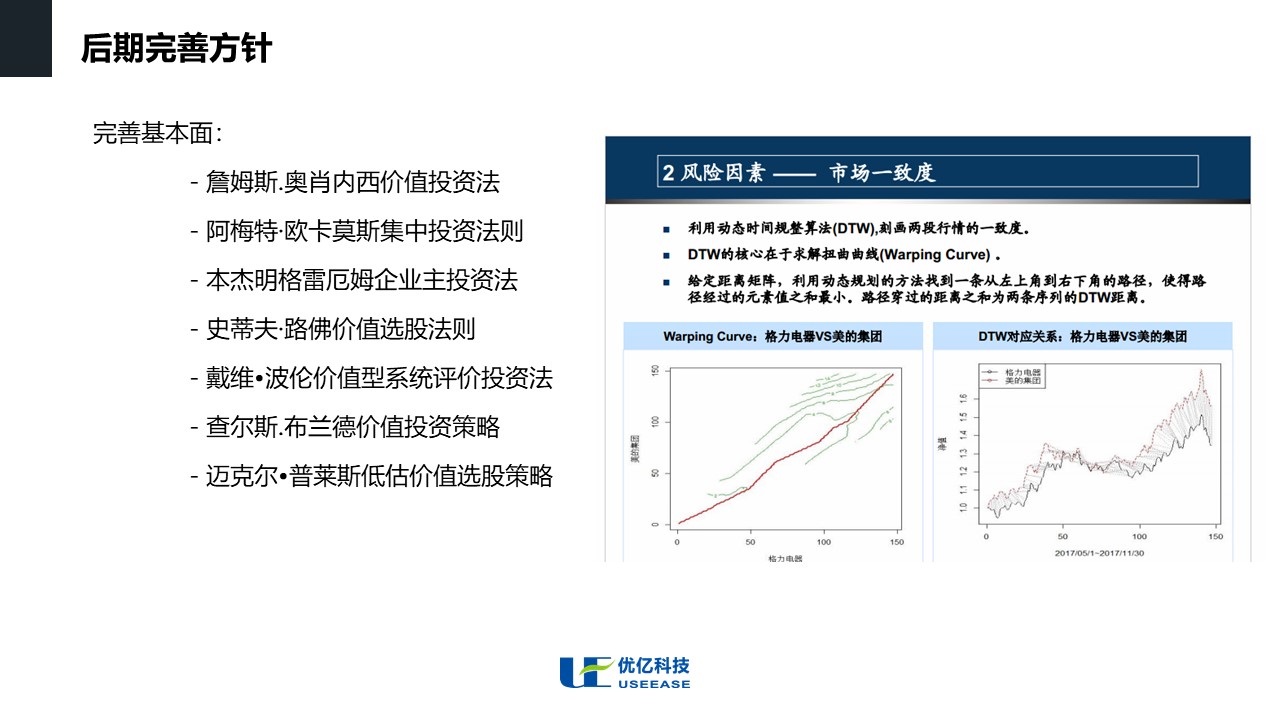 后期完善方针
完善基本面：
- 詹姆斯.奥肖内西价值投资法
- 阿梅特·欧卡莫斯集中投资法则
- 本杰明格雷厄姆企业主投资法
- 史蒂夫·路佛价值选股法则
- 戴维•波伦价值型系统评价投资法
- 查尔斯.布兰德价值投资策略
- 迈克尔•普莱斯低估价值选股策略
2 风险因素 —— 市场一致度
■ 利用动态时间规整算法(DTW),刻画两段行情的一致度。
■ DTW的核心在于求解扭曲曲线(Warping Curve) 。
■ 给定距离矩阵，利用动态规划的方法找到一条从左上角到右下角的路径，使得路
径经过的元素值之和最小。路径穿过的距离之和为两条序列的DTW距离。
Warping Curve：格力电器VS美的集团
150
100
50
0
美的集团
0 50 100 150
格力电器
DTW对应关系：格力电器VS美的集团
格力电器
美的集团
1.6
1.5
1.4
1.3
1.2
1.1
1.0
净值
0 50 100 150
2017/05/1~2017/11/30
UE 优亿科技
USEEASE